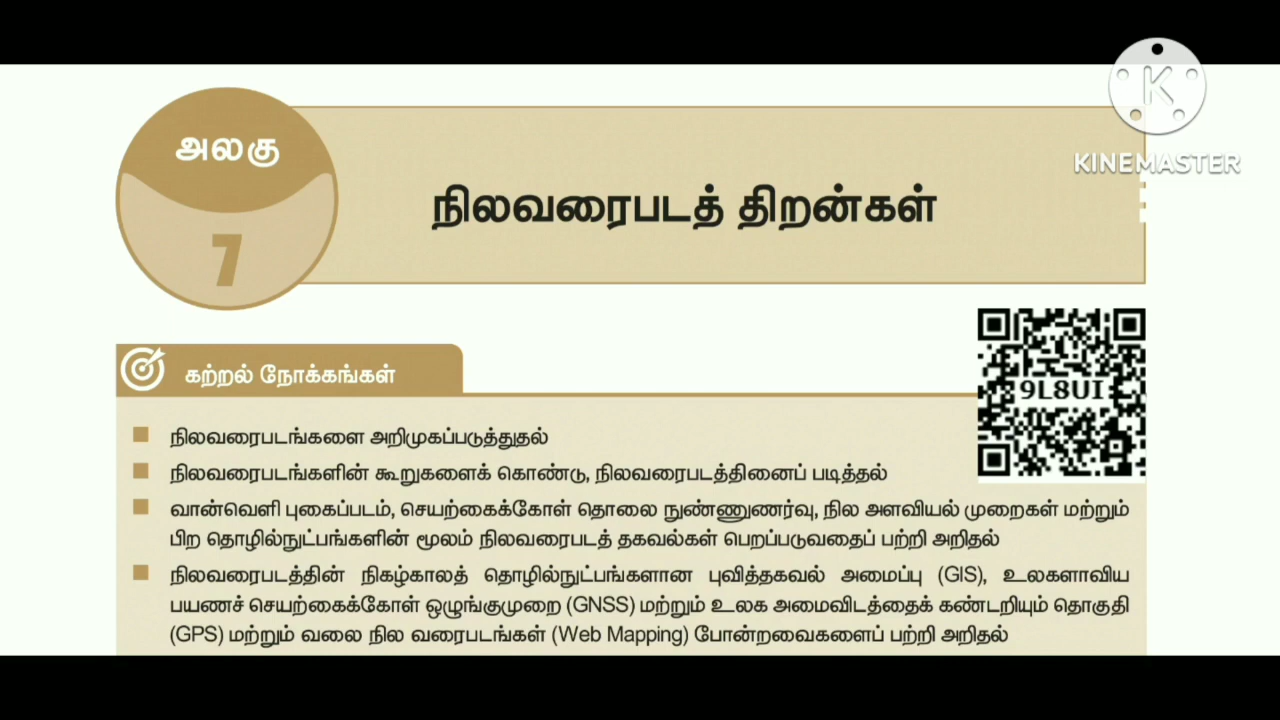 அலகு
7
நிலவரைபடத் திறன்கள்
KINEMASTER
9L8UI
கற்றல் நோக்கங்கள்
நிலவரைபடங்களை அறிமுகப்படுத்துதல்
நிலவரைபடங்களின் கூறுகளைக் கொண்டு, நிலவரைபடத்தினைப் படித்தல்
வான்வெளி புகைப்படம், செயற்கைக்கோள் தொலை நுண்ணுணர்வு, நில அளவியல் முறைகள் மற்றும்
பிற தொழில்நுட்பங்களின் மூலம் நிலவரைபடத் தகவல்கள் பெறப்படுவதைப் பற்றி அறிதல்
நிலவரைபடத்தின் நிகழ்காலத் தொழில்நுட்பங்களான புவித்தகவல் அமைப்பு (GIS), உலகளாவிய
பயணச் செயற்கைக்கோள் ஒழுங்குமுறை (GNSS) மற்றும் உலக அமைவிடத்தைக் கண்டறியும் தொகுதி
(GPS) மற்றும் வலை நில வரைபடங்கள் (Web Mapping) போன்றவைகளைப் பற்றி அறிதல்